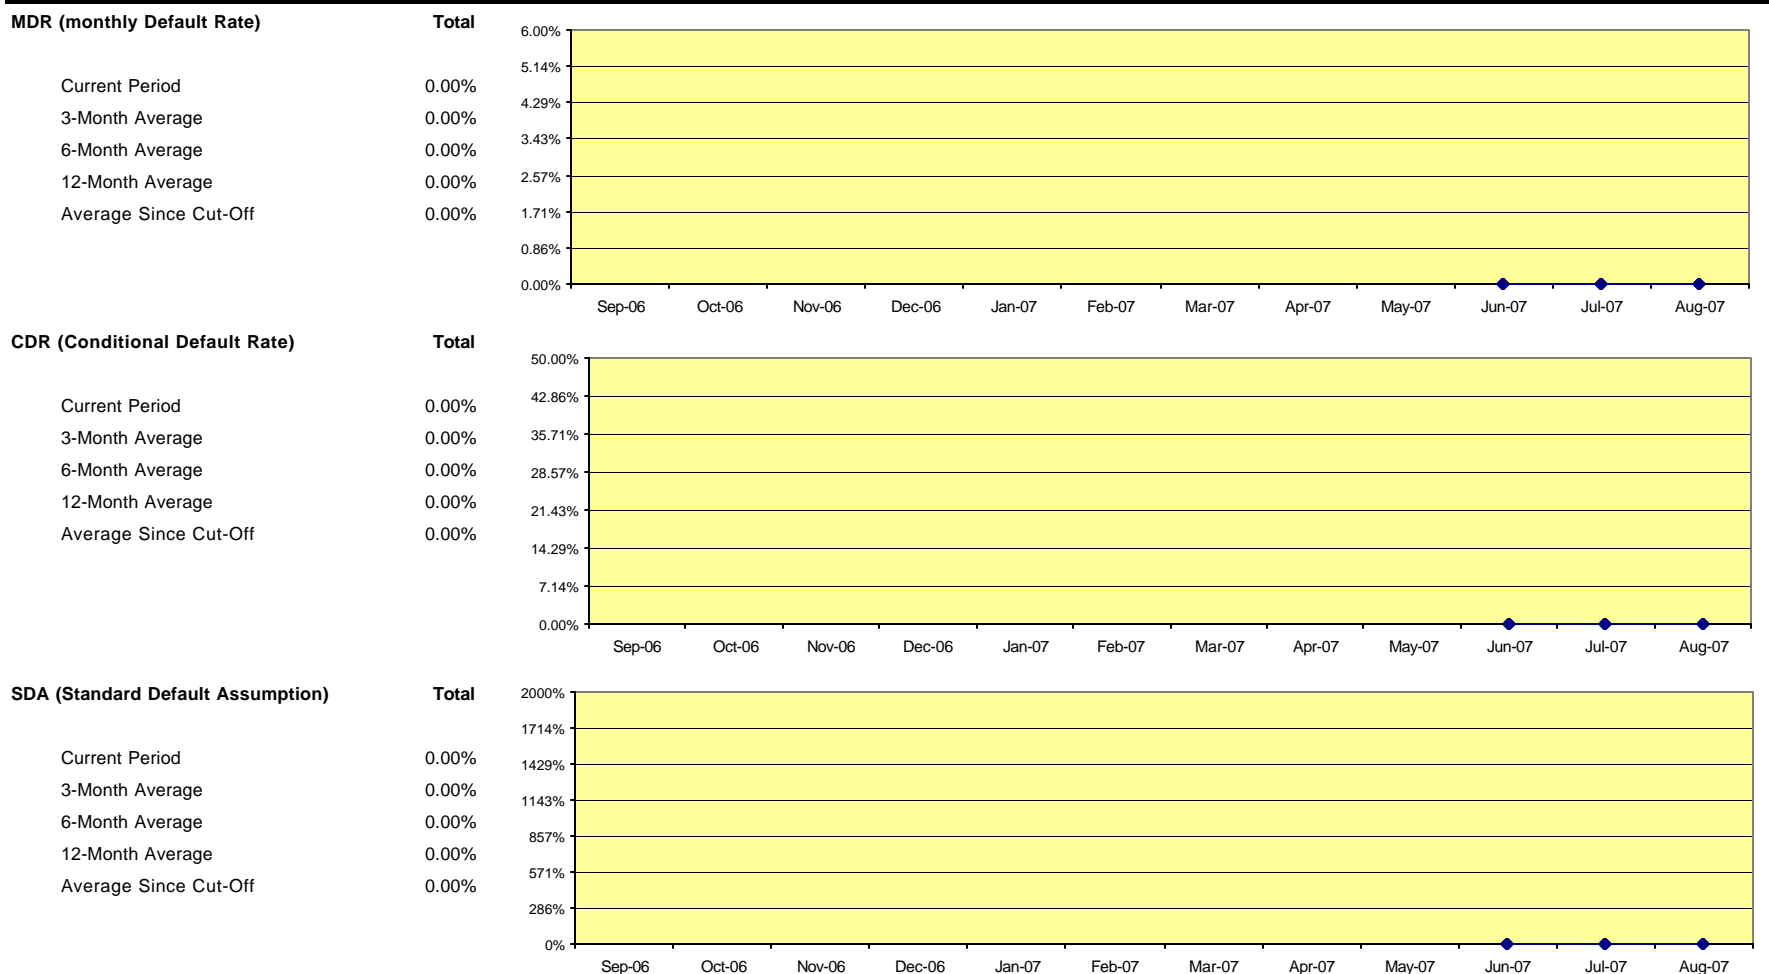 MDR (monthly Default Rate) Total
Current Period 0.00%
3-Month Average 0.00%
6-Month Average 0.00%
12-Month Average 0.00%
Average Since Cut-Off 0.00%
6.00%
5.14%
4.29%
3.43%
2.57%
1.71%
0.86%
0.00%
Sep-06 Oct-06 Nov-06 Dec-06 Jan-07 Feb-07 Mar-07 Apr-07 May-07 Jun-07 Jul-07 Aug-07
CDR (Conditional Default Rate) Total
Current Period 0.00%
3-Month Average 0.00%
6-Month Average 0.00%
12-Month Average 0.00%
Average Since Cut-Off 0.00%
50.00%
42.86%
35.71%
28.57%
21.43%
14.29%
7.14%
0.00%
Sep-06 Oct-06 Nov-06 Dec-06 Jan-07 Feb-07 Mar-07 Apr-07 May-07 Jun-07 Jul-07 Aug-07
SDA (Standard Default Assumption) Total
Current Period 0.00%
3-Month Average 0.00%
6-Month Average 0.00%
12-Month Average 0.00%
Average Since Cut-Off 0.00%
2000%
1714%
1429%
1143%
857%
571%
286%
0%
Sep-06 Oct-06 Nov-06 Dec-06 Jan-07 Feb-07 Mar-07 Apr-07 May-07 Jun-07 Jul-07 Aug-07